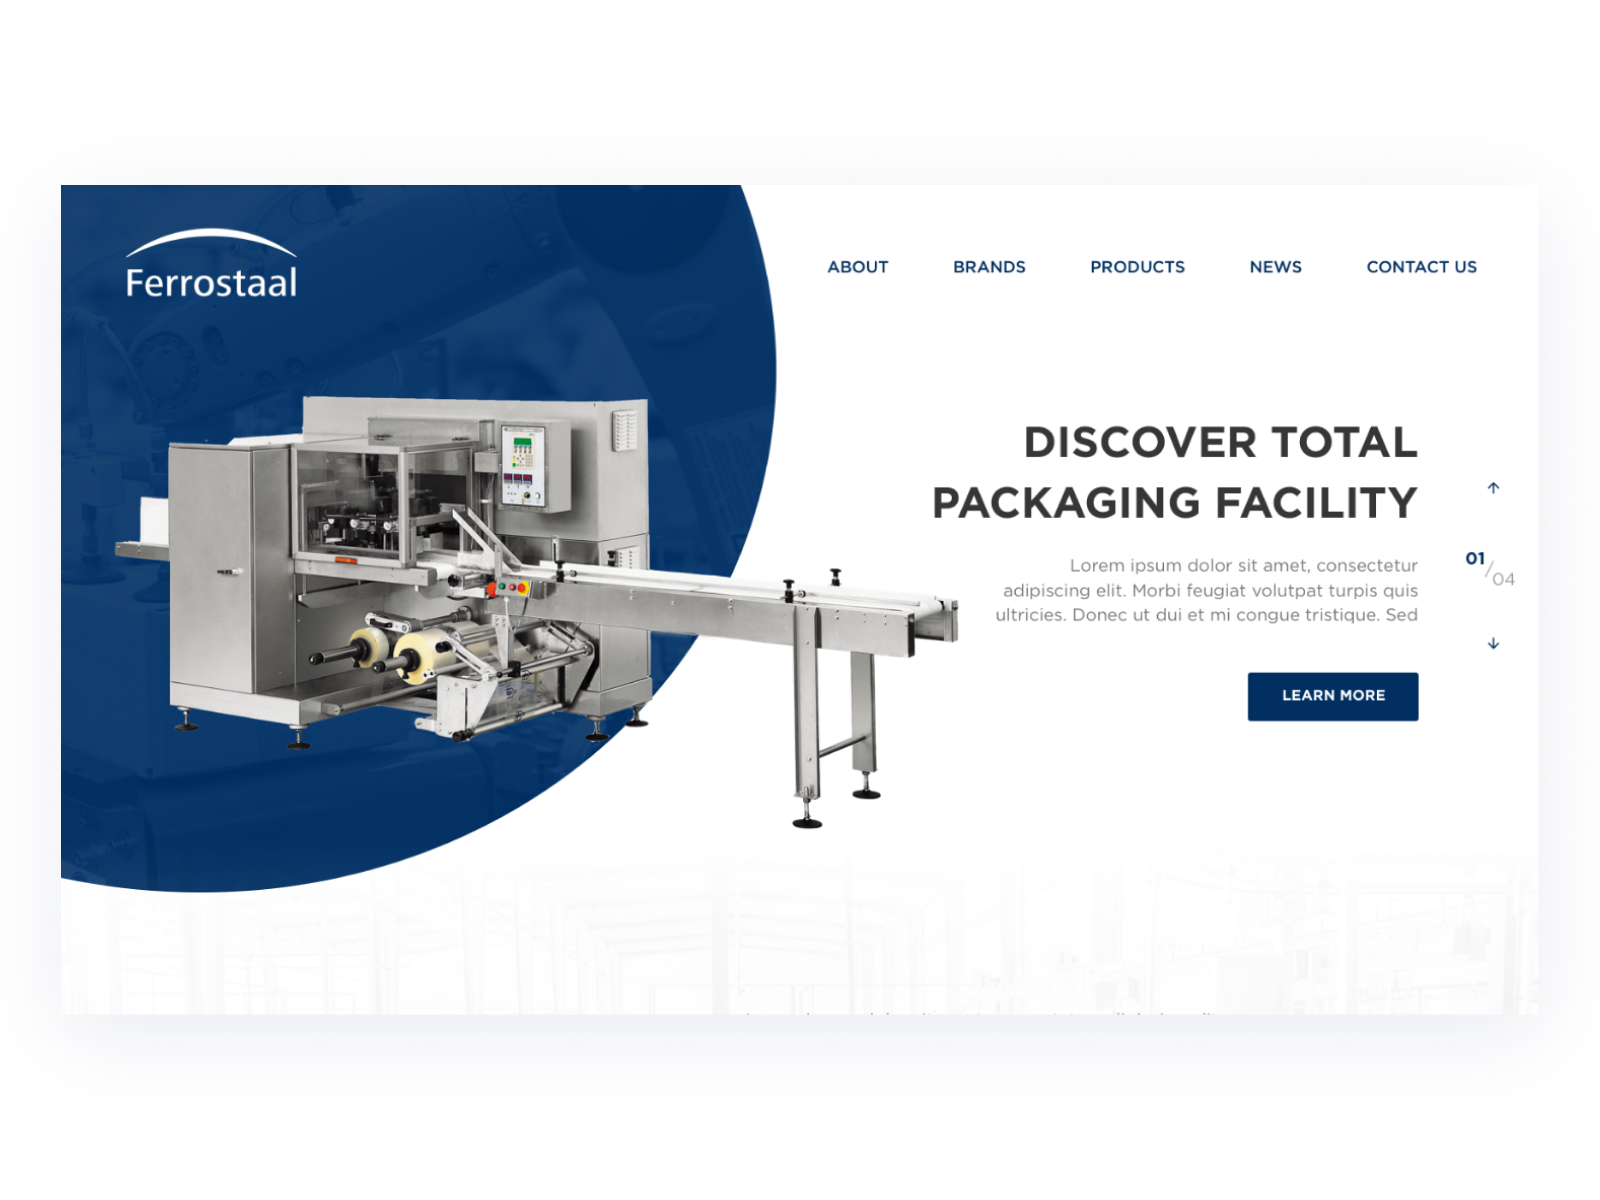 Ferrostaal
ABOUT
BRANDS
PRODUCTS
NEWS
CONTACT US
DISCOVER TOTAL
PACKAGING FACILITY
Lorem ipsum dolor sit amet, consectetur
adipiscing elit. Morbi feugiat volutpat turpis quis
ultricies. Donec ut dui et mi congue tristique. Sed
01/04
LEARN MORE